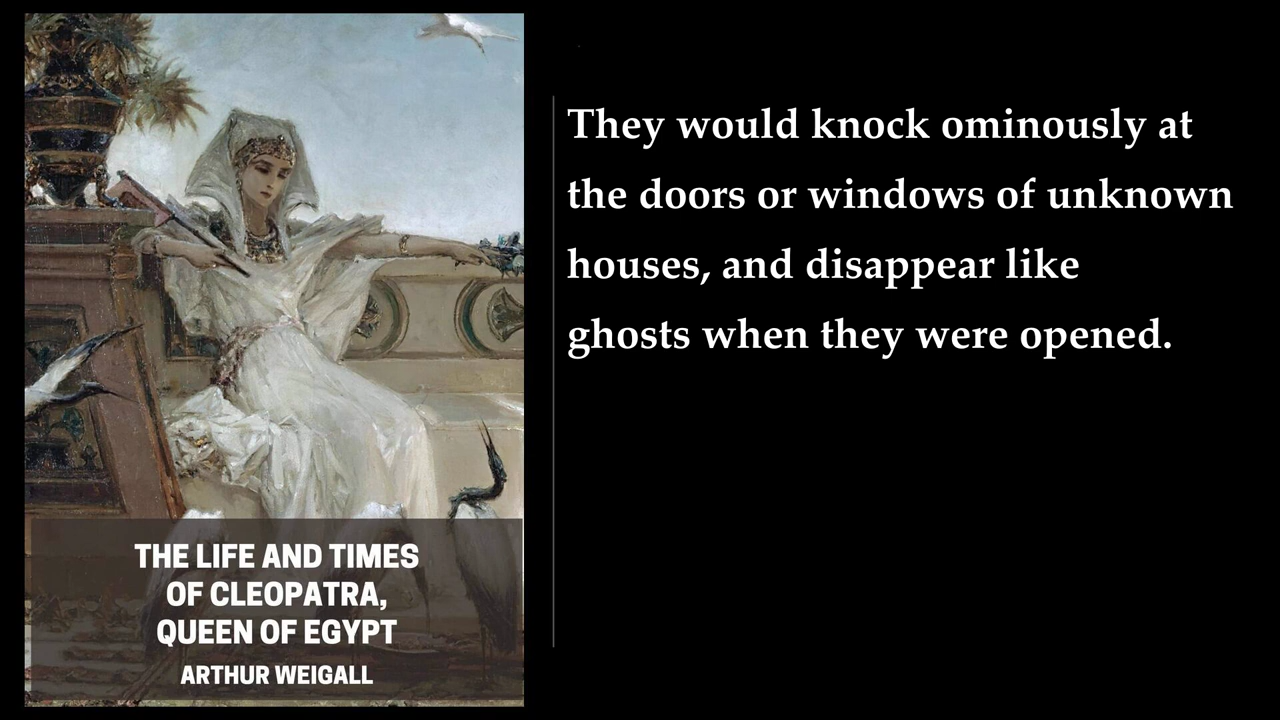 THE LIFE AND TIMES
OF CLEOPATRA,
QUEEN OF EGYPT
ARTHUR WEIGALL
They would knock ominously at
the doors or windows of unknown
houses, and disappear like
ghosts when they were opened.